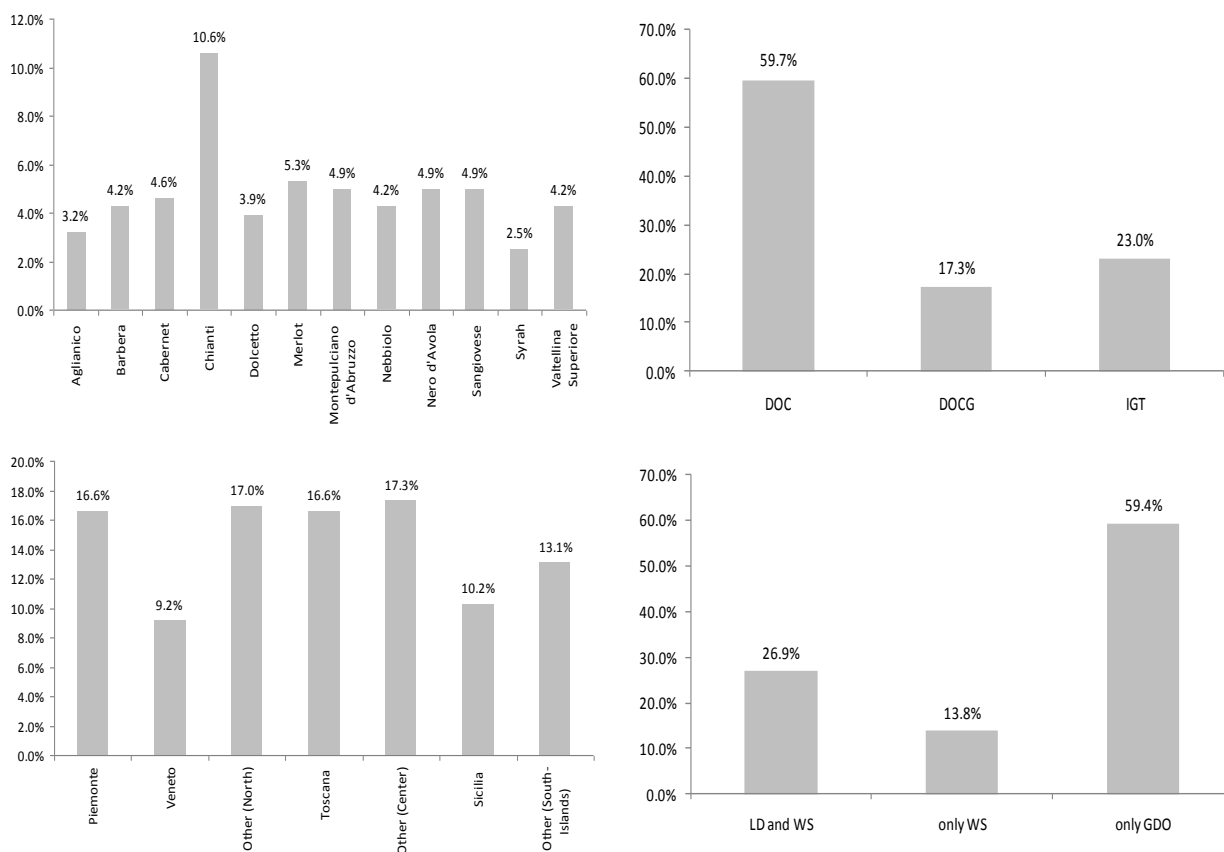 12.0%
10.0%
8.0%
6.0%
4.0%
2.0%
0.0%
3.2%
4.2%
4.6%
10.6%
3.9%
5.3%
4.9%
4.2%
4.9%
4.9%
2.5%
4.2%
Aglianico
Barbera
Cabernet
Chianti
Dolcetto
Merlot
Montepulciano
d'Abruzzo
Nebbiolo
Nero d'Avola
Sangiovese
Syrah
Valtellina
Superiore
70.0%
60.0%
50.0%
40.0%
30.0%
20.0%
10.0%
0.0%
59.7%
17.3%
23.0%
DOC
DOCG
IGT
20.0%
18.0%
16.0%
14.0%
12.0%
10.0%
8.0%
6.0%
4.0%
2.0%
0.0%
16.6%
9.2%
17.0%
16.6%
17.3%
10.2%
13.1%
Piemonte
Veneto
Other (North)
Toscana
Other (Center)
Sicilia
Other (South-
Islands)
70.0%
60.0%
50.0%
40.0%
30.0%
20.0%
10.0%
0.0%
26.9%
13.8%
59.4%
LD and WS
only WS
only GDO